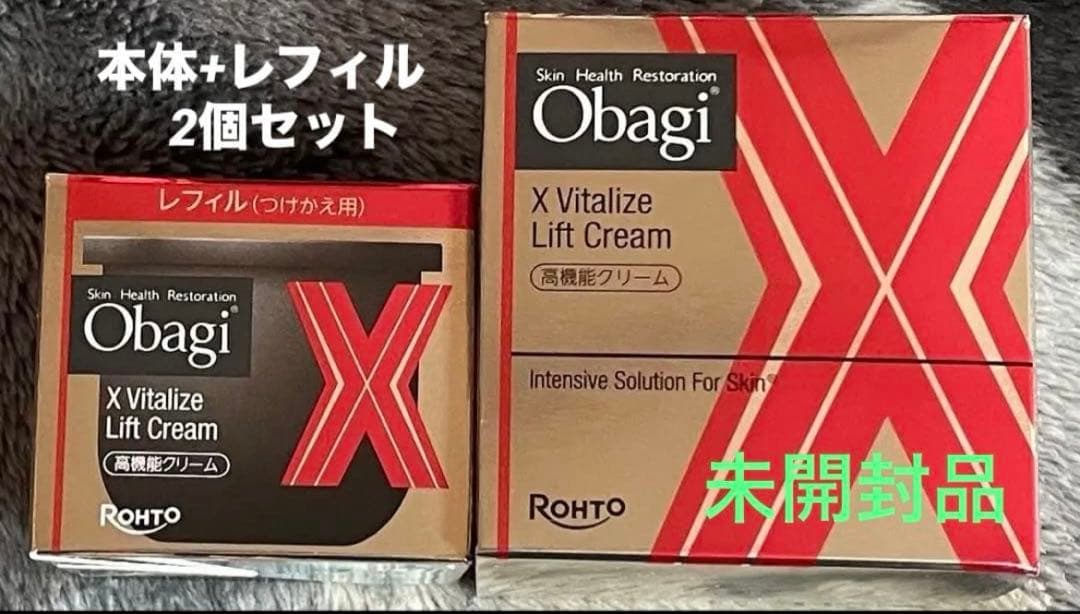 本体+レフィル
2個セット
レフィル(つけかえ用)
Skin Health Restoration
Obagi®
X Vitalize
Lift Cream
高機能クリーム
ROHTO
Skin Health Restoration
Obagi®
X Vitalize
Lift Cream
高機能クリーム
Intensive Solution For Skin®
ROHTO
未開封品